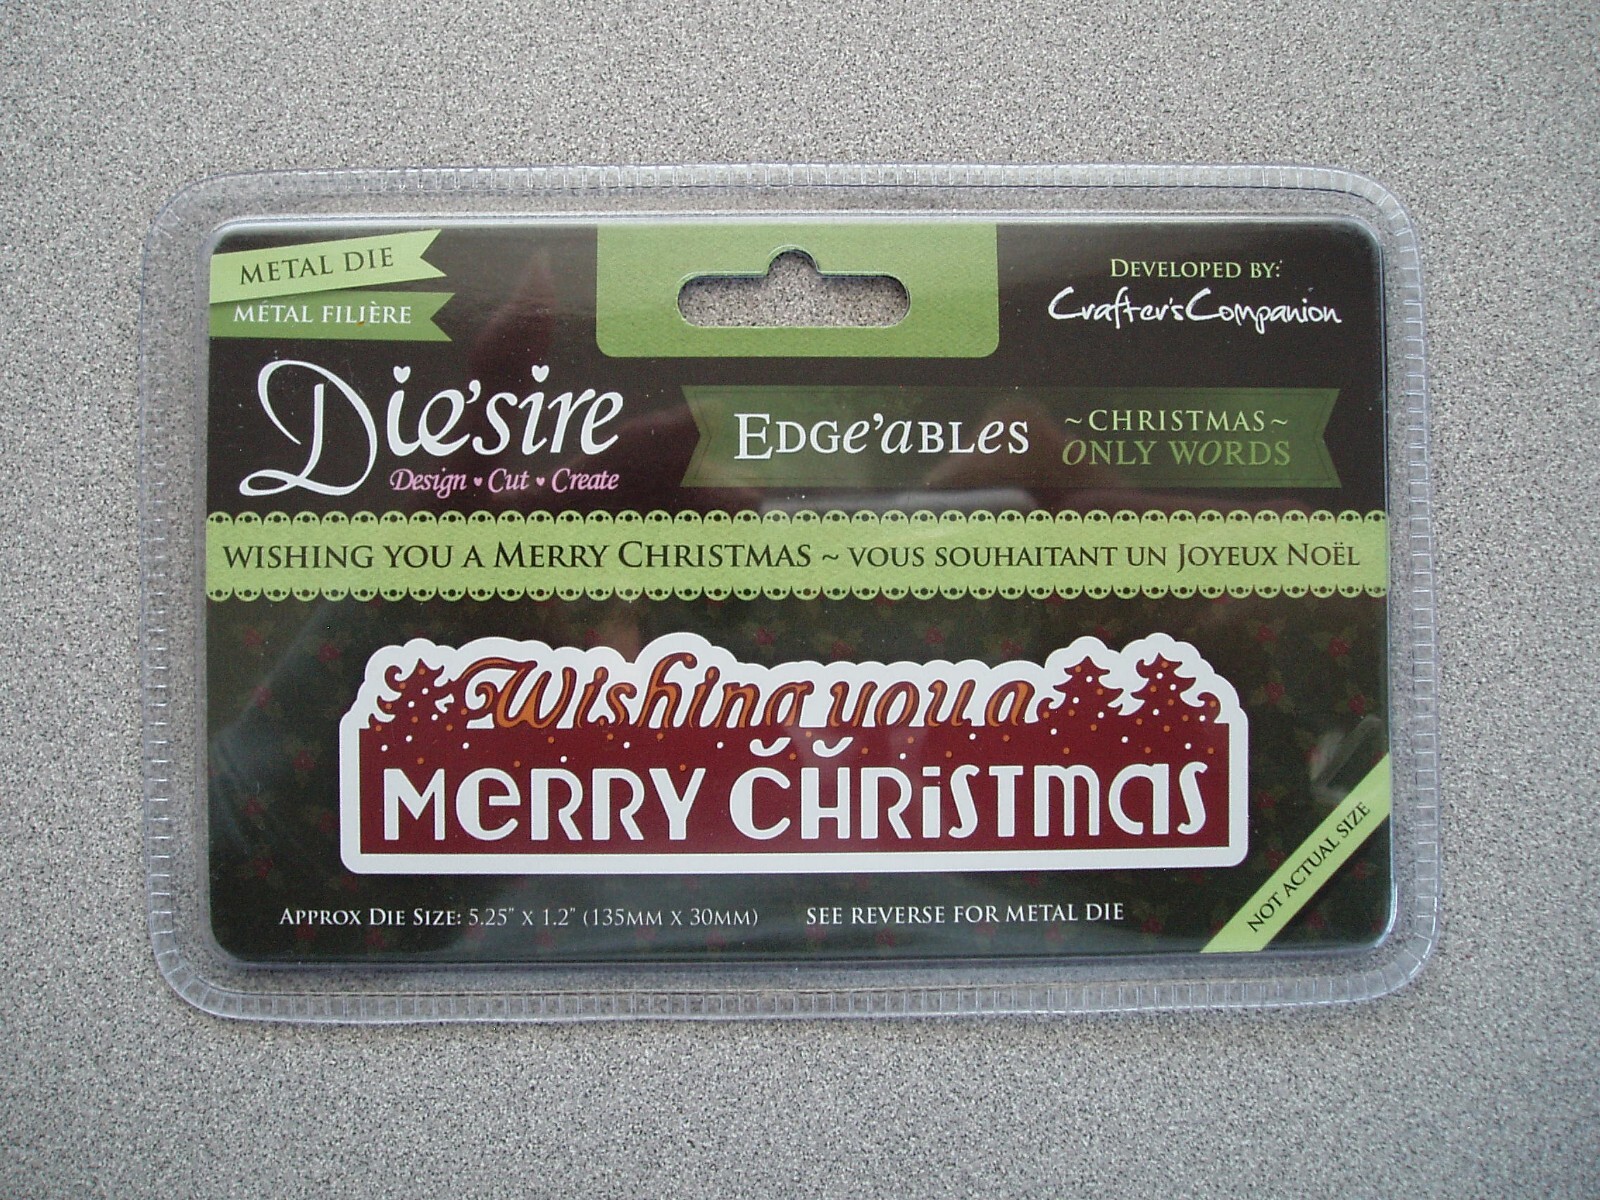 METAL DIE
MÉTAL FILIÈRE
DEVELOPED BY:
Crafter's Companion
Die'sire
Design ♥ Cut ♥ Create
EDGe'aBLeS
~CHRISTMAS~
ONLY WORDS
WISHING YOU A MERRY CHRISTMAS ~ VOUS SOUHAITANT UN JOYEUX NOËL
Wishing you a
MeRRY CHRiSTmas
APPROX DIE SIZE: 5.25" X 1.2" (135MM X 30MM)
SEE REVERSE FOR METAL DIE
NOT ACTUAL SIZE